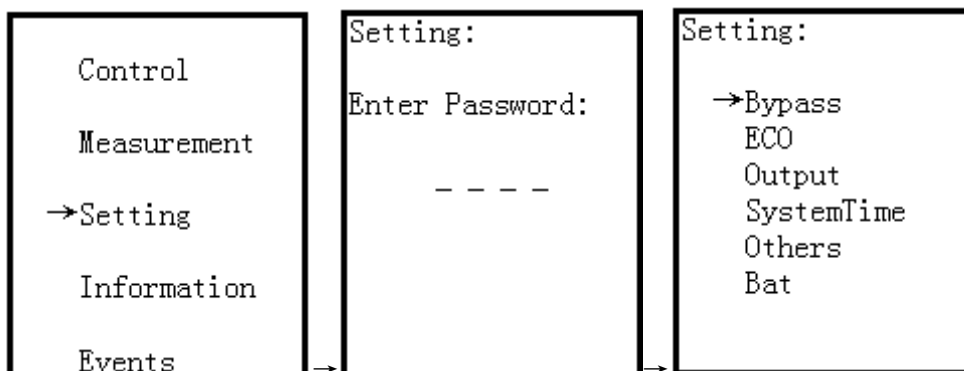 Control
Measurement
→Setting
Information
Events
→
Setting:
Enter Password:
_ _ _ _
→
Setting:
→Bypass
ECO
Output
SystemTime
Others
Bat